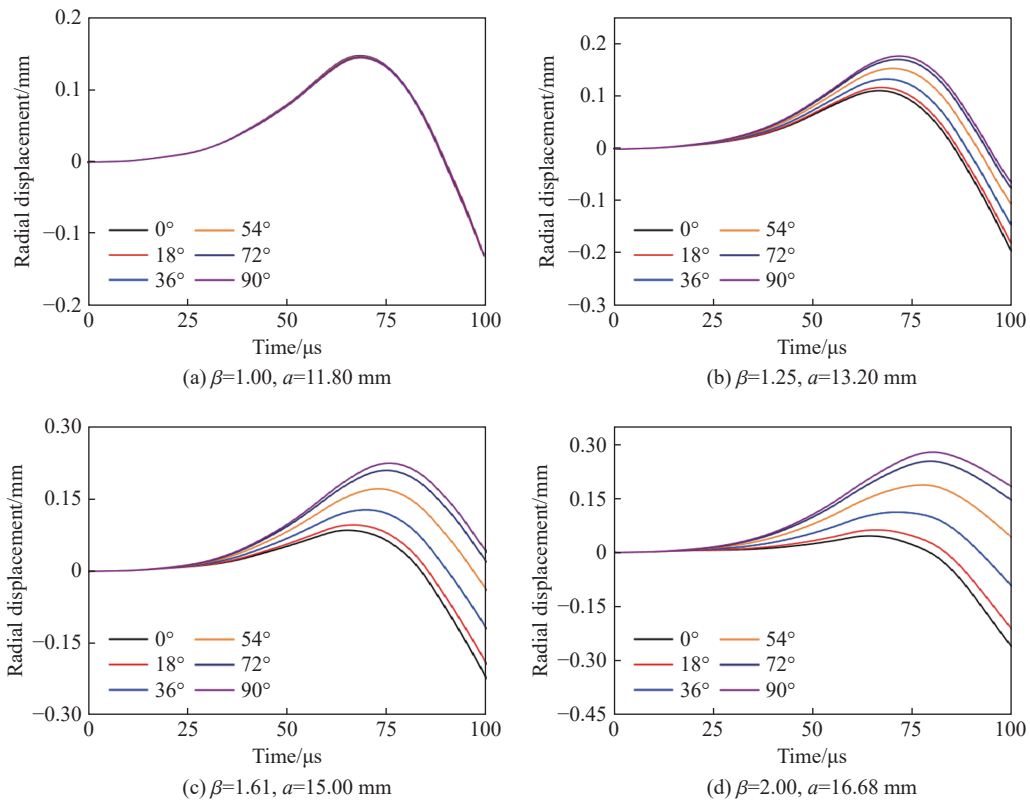 0.2
0.1
0
−0.1
−0.2
Radial displacement/mm
0° 54°
18° 72°
36° 90°
0 25 50 75 100
Time/μs
(a) β=1.00, a=11.80 mm
0.2
0.1
0
−0.1
−0.2
−0.3
Radial displacement/mm
0° 54°
18° 72°
36° 90°
0 25 50 75 100
Time/μs
(b) β=1.25, a=13.20 mm
0.30
0.15
0
−0.15
−0.30
Radial displacement/mm
0° 54°
18° 72°
36° 90°
0 25 50 75 100
Time/μs
(c) β=1.61, a=15.00 mm
0.30
0.15
0
−0.15
−0.30
−0.45
Radial displacement/mm
0° 54°
18° 72°
36° 90°
0 25 50 75 100
Time/μs
(d) β=2.00, a=16.68 mm